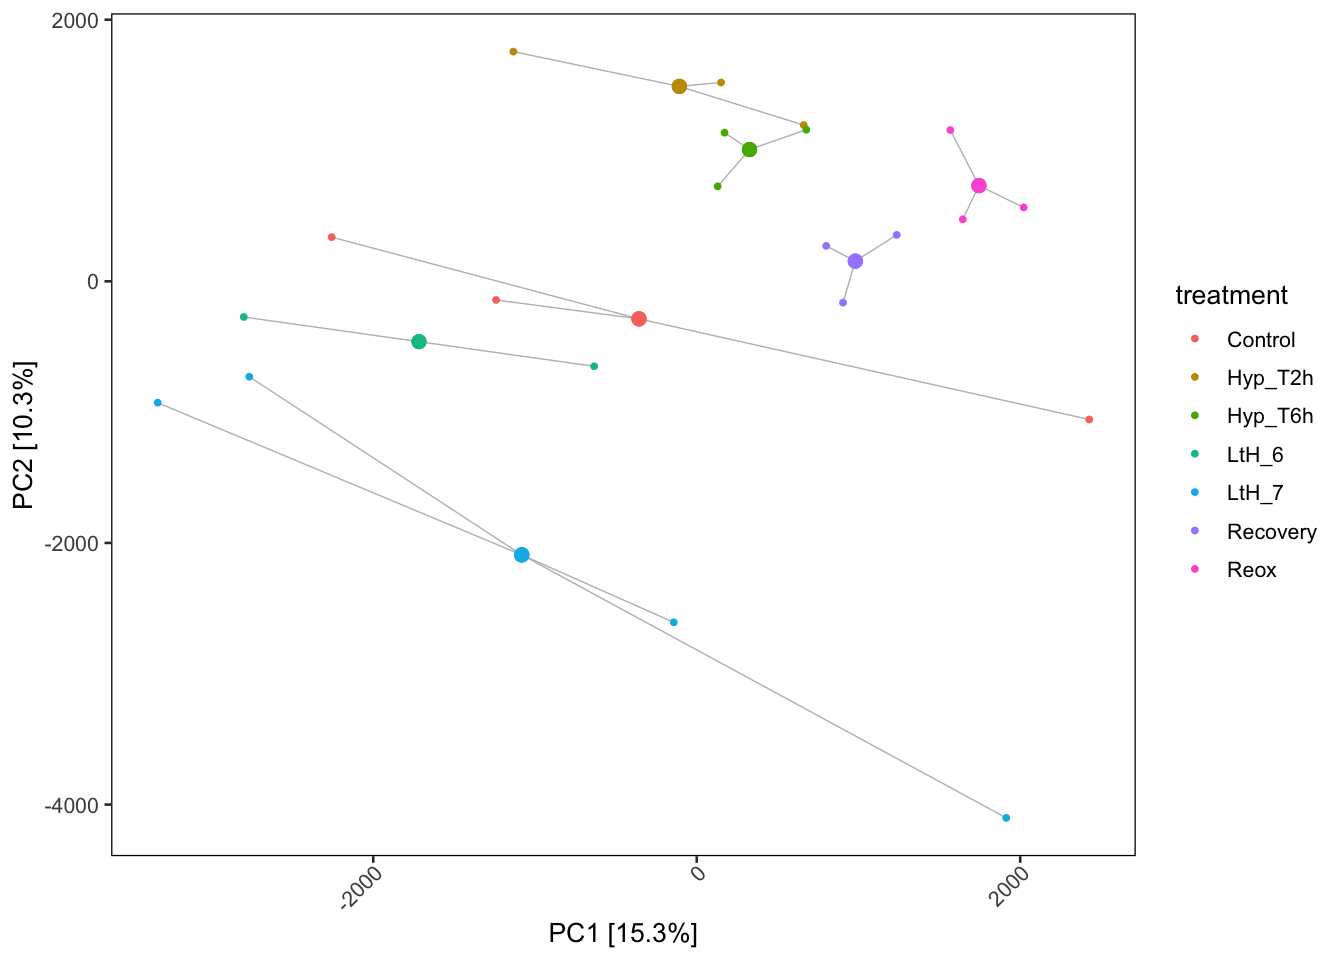 2000
0
-2000
-4000
PC2 [10.3%]
-2000
0
2000
PC1 [15.3%]
treatment
Control
Hyp_T2h
Hyp_T6h
LtH_6
LtH_7
Recovery
Reox